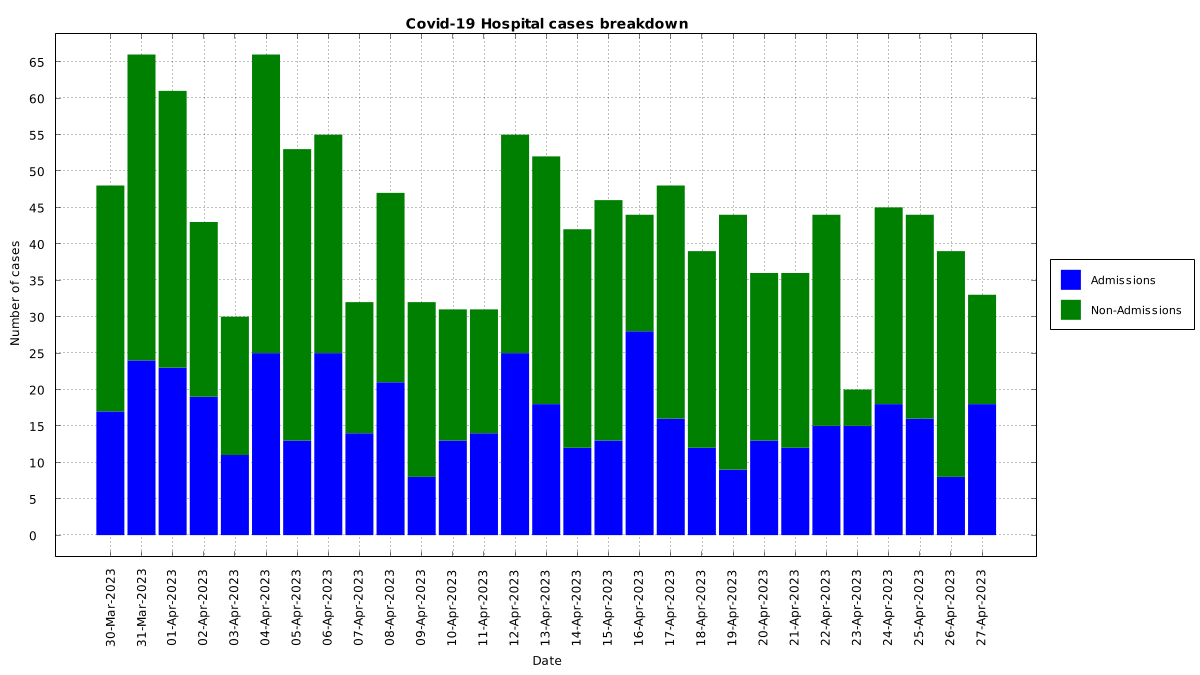 Covid-19 Hospital cases breakdown
65
60
55
50
45
40
35
30
25
20
15
10
5
0
Number of cases
30-Mar-2023
31-Mar-2023
01-Apr-2023
02-Apr-2023
03-Apr-2023
04-Apr-2023
05-Apr-2023
06-Apr-2023
07-Apr-2023
08-Apr-2023
09-Apr-2023
10-Apr-2023
11-Apr-2023
12-Apr-2023
13-Apr-2023
14-Apr-2023
15-Apr-2023
16-Apr-2023
17-Apr-2023
18-Apr-2023
19-Apr-2023
20-Apr-2023
21-Apr-2023
22-Apr-2023
23-Apr-2023
24-Apr-2023
25-Apr-2023
26-Apr-2023
27-Apr-2023
Date
Admissions
Non-Admissions